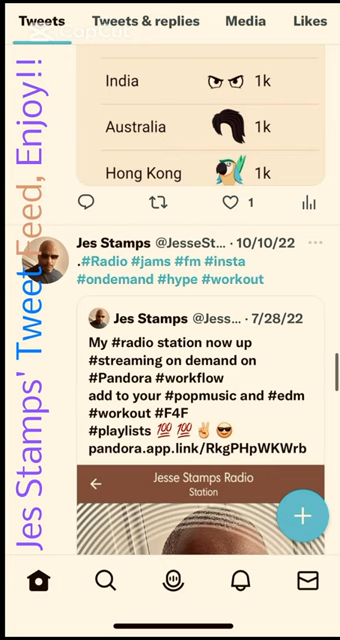 Tweets Tweets & replies Media Likes
CapCut
India 1k
Australia 1k
Hong Kong 1k
1
Jes Stamps @JesseSt... · 10/10/22
.#Radio #jams #fm #insta
#ondemand #hype #workout
Jes Stamps @Jess... · 7/28/22
My #radio station now up
#streaming on demand on
#Pandora #workflow
add to your #popmusic and #edm
#workout #F4F
#playlists 💯 💯 ✌🏼 😎
pandora.app.link/RkgPHpWKWrb
Jesse Stamps Radio
Station
Jes Stamps' Tweet Feed, Enjoy!!